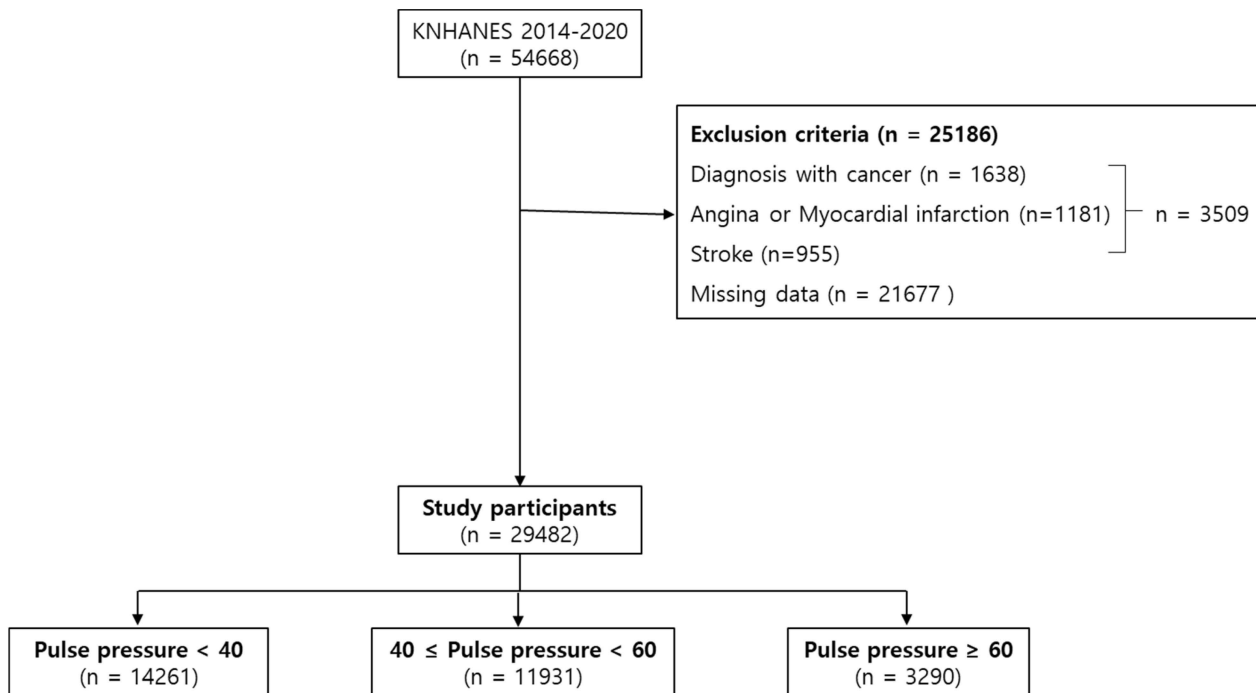 KNHANES 2014-2020
(n = 54668)
Exclusion criteria (n = 25186)
Diagnosis with cancer (n = 1638)
Angina or Myocardial infarction (n=1181)
n = 3509
Stroke (n=955)
Missing data (n = 21677 )
Study participants
(n = 29482)
Pulse pressure < 40
(n = 14261)
40 ≤ Pulse pressure < 60
(n = 11931)
Pulse pressure ≥ 60
(n = 3290)